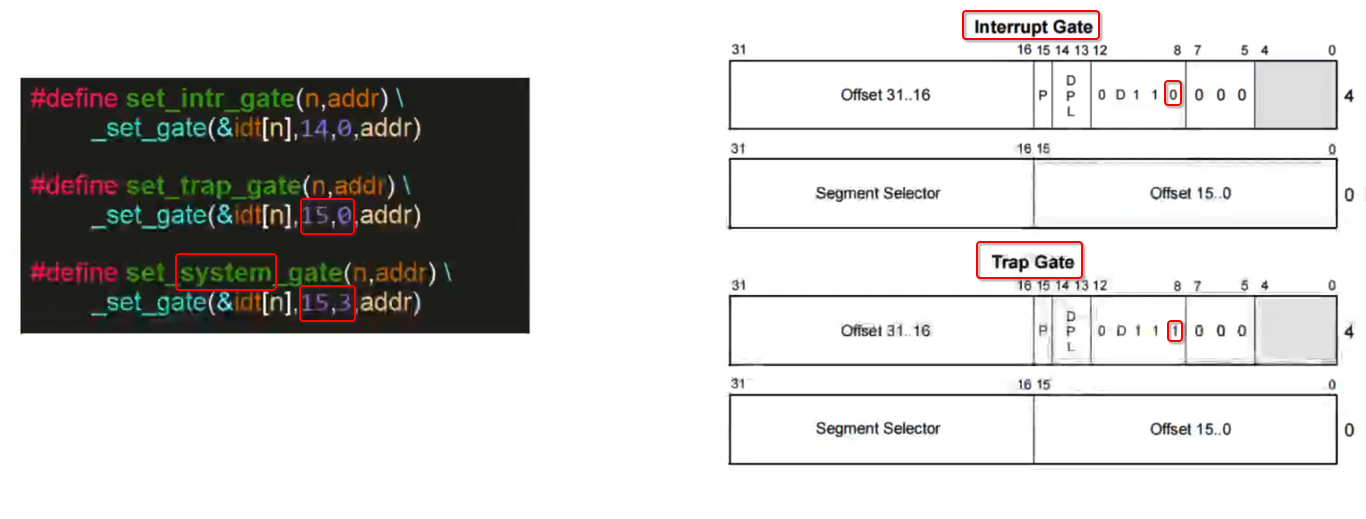 #define set_intr_gate(n,addr) \
_set_gate(&idt[n],14,0,addr)
#define set_trap_gate(n,addr) \
_set_gate(&idt[n],15,0,addr)
#define set_system_gate(n,addr) \
_set_gate(&idt[n],15,3,addr)
Interrupt Gate
31 16 15 14 13 12 8 7 5 4 0
Offset 31..16 P DPL 0 D 1 1 0 0 0 0 4
31 16 15 0
Segment Selector Offset 15..0 0
Trap Gate
31 16 15 14 13 12 8 7 5 4 0
Offset 31..16 P DPL 0 D 1 1 1 0 0 0 4
31 16 15 0
Segment Selector Offset 15..0 0